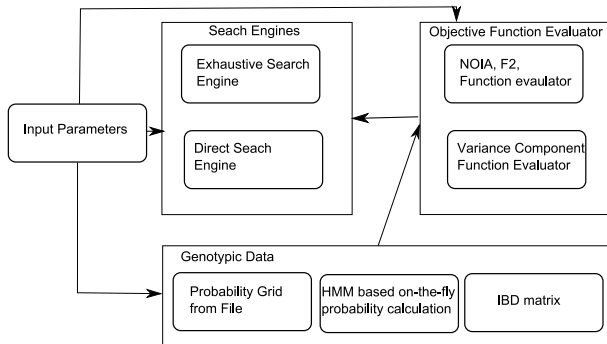 Seach Engines
Objective Function Evaluator
Exhaustive Search
Engine
NOIA, F2,
Function evaulator
Input Parameters
Direct Seach
Engine
Variance Component
Function Evaluator
Genotypic Data
Probability Grid
from File
HMM based on-the-fly
probability calculation
IBD matrix